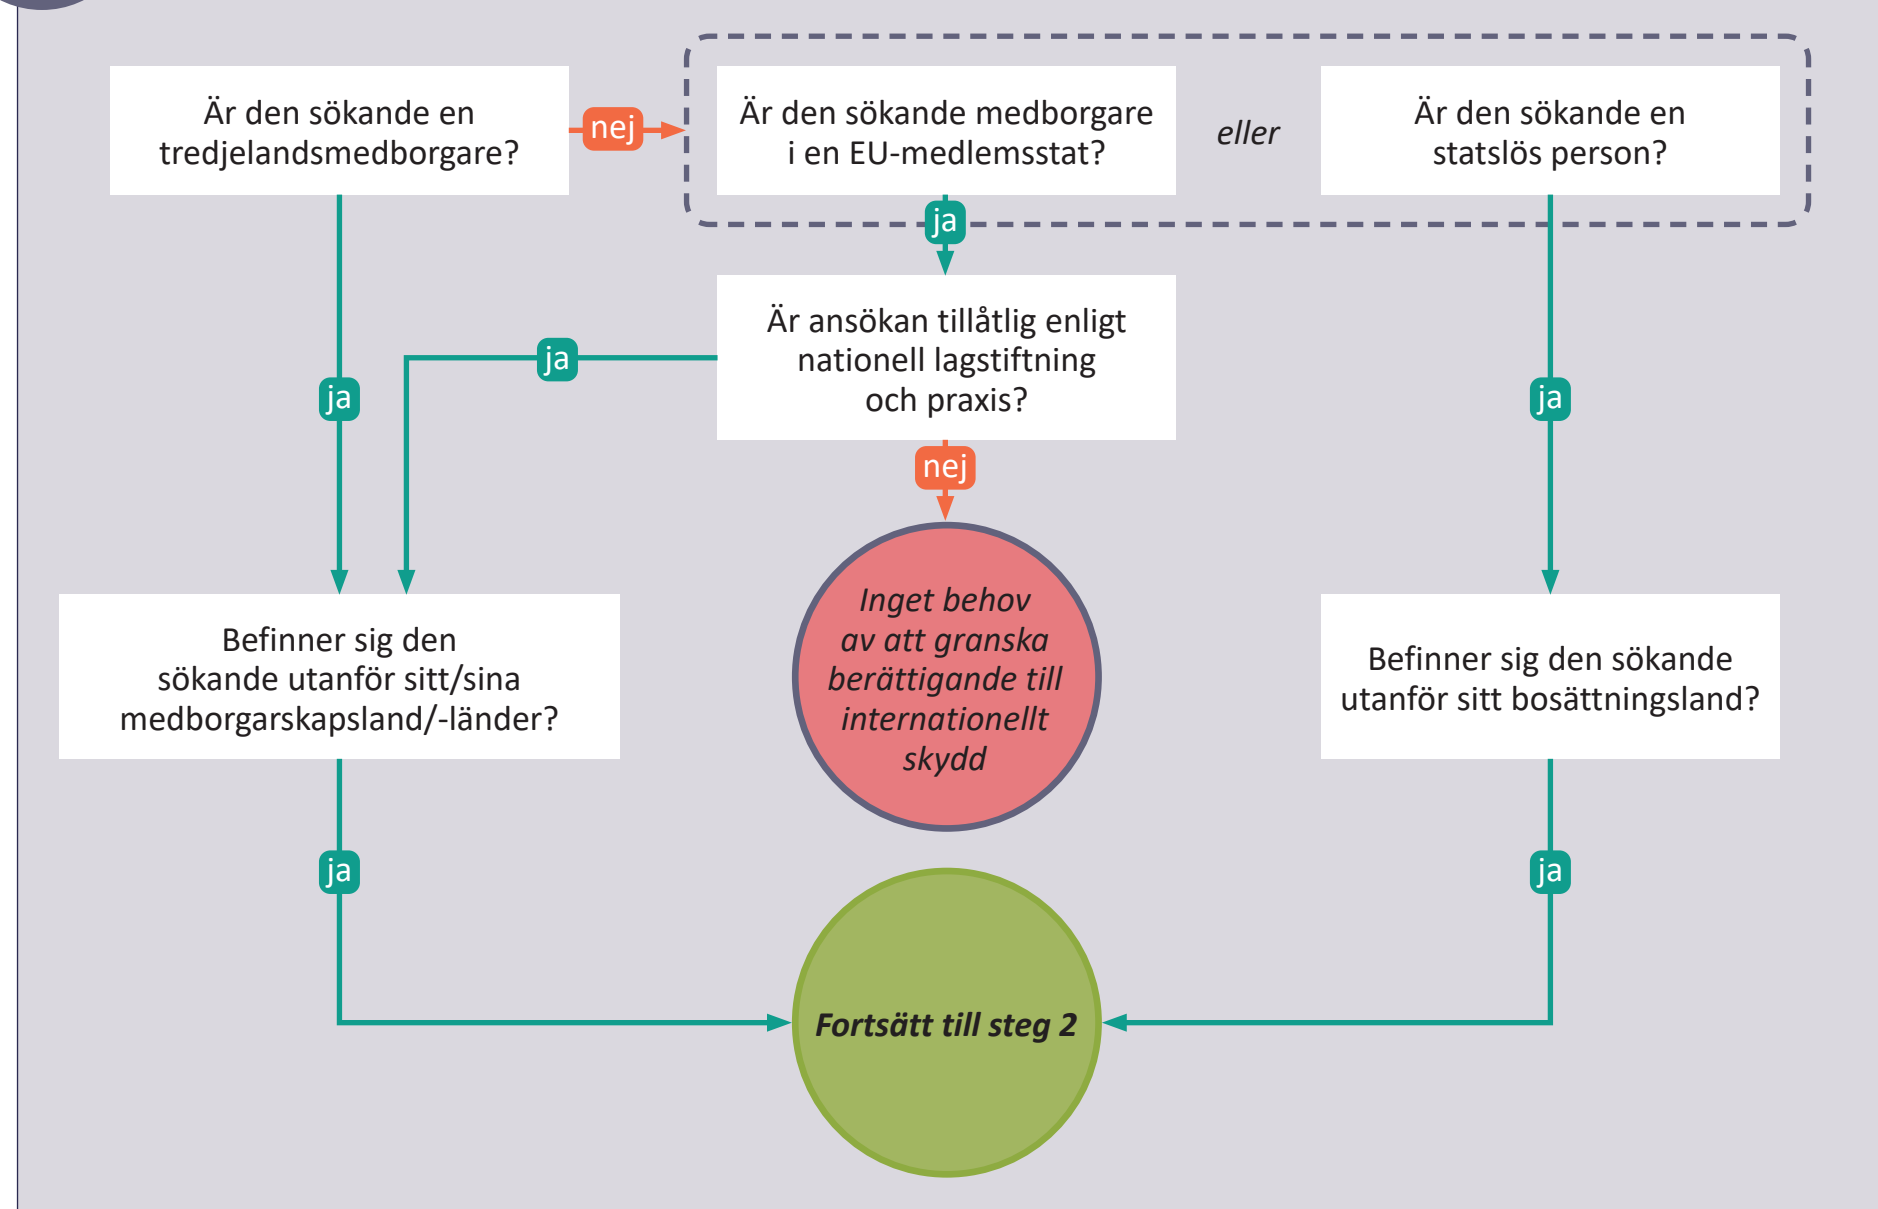 Är den sökande en
tredjelandsmedborgare?
nej
Är den sökande medborgare
i en EU-medlemsstat?
eller
Är den sökande en
statslös person?
ja
Är ansökan tillåtlig enligt
nationell lagstiftning
och praxis?
ja
ja
ja
nej
Inget behov
av att granska
berättigande till
internationellt
skydd
Befinner sig den
sökande utanför sitt/sina
medborgarskapsland/-länder?
Befinner sig den sökande
utanför sitt bosättningsland?
ja
ja
Fortsätt till steg 2